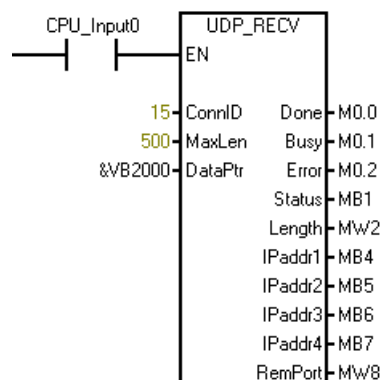 CPU_Input0 UDP_RECV
EN
15 ConnID Done M0.0
500 MaxLen Busy M0.1
&VB2000 DataPtr Error M0.2
Status MB1
Length MW2
IPaddr1 MB4
IPaddr2 MB5
IPaddr3 MB6
IPaddr4 MB7
RemPort MW8